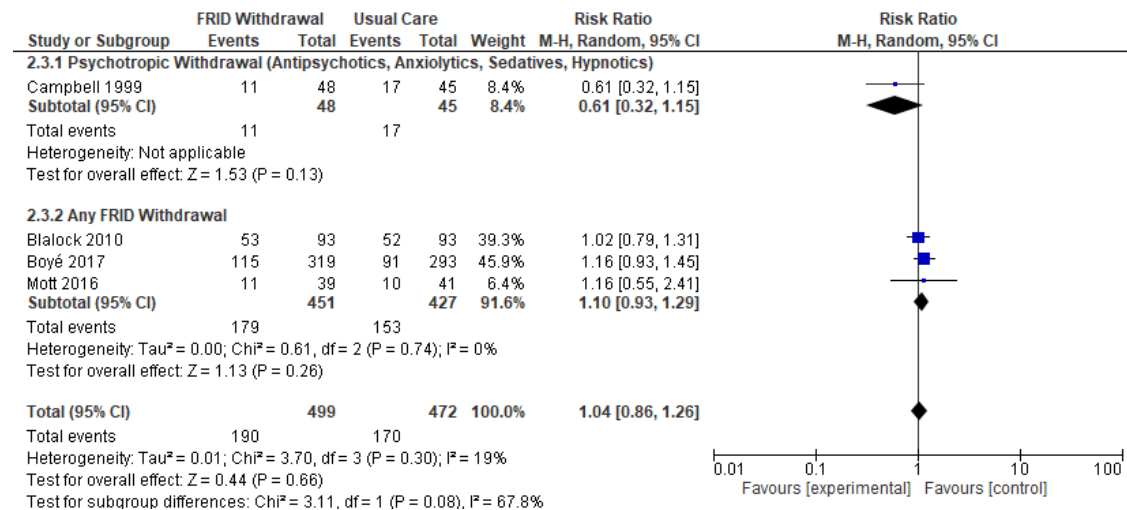 FRID Withdrawal Usual Care Risk Ratio Risk Ratio
Study or Subgroup Events Total Events Total Weight M-H, Random, 95% CI M-H, Random, 95% CI
2.3.1 Psychotropic Withdrawal (Antipsychotics, Anxiolytics, Sedatives, Hypnotics)
Campbell 1999 11 48 17 45 8.4% 0.61 [0.32, 1.15]
Subtotal (95% CI) 48 45 8.4% 0.61 [0.32, 1.15]
Total events 11 17
Heterogeneity: Not applicable
Test for overall effect: Z = 1.53 (P = 0.13)
2.3.2 Any FRID Withdrawal
Blalock 2010 53 93 52 93 39.3% 1.02 [0.79, 1.31]
Boyé 2017 115 319 91 293 45.9% 1.16 [0.93, 1.45]
Mott 2016 11 39 10 41 6.4% 1.16 [0.55, 2.41]
Subtotal (95% CI) 451 427 91.6% 1.10 [0.93, 1.29]
Total events 179 153
Heterogeneity: Tau² = 0.00; Chi² = 0.61, df = 2 (P = 0.74); I² = 0%
Test for overall effect: Z = 1.13 (P = 0.26)
Total (95% CI) 499 472 100.0% 1.04 [0.86, 1.26]
Total events 190 170
Heterogeneity: Tau² = 0.01; Chi² = 3.70, df = 3 (P = 0.30); I² = 19%
Test for overall effect: Z = 0.44 (P = 0.66)
Test for subgroup differences: Chi² = 3.11, df = 1 (P = 0.08), I² = 67.8%
0.01 0.1 1 10 100
Favours [experimental] Favours [control]